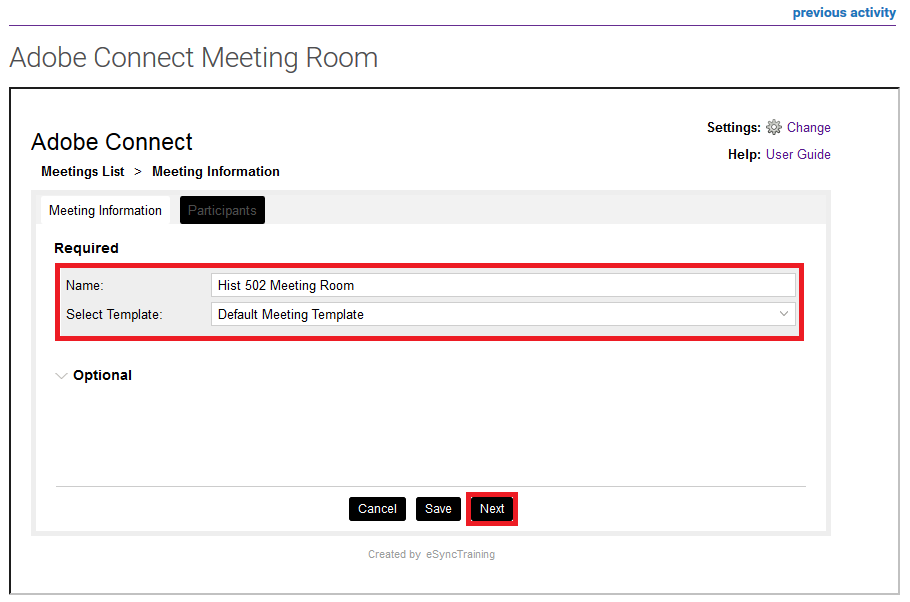 previous activity
Adobe Connect Meeting Room
Settings: Change
Adobe Connect
Help: User Guide
Meetings List > Meeting Information
Meeting Information Participants
Required
Name: Hist 502 Meeting Room
Select Template: Default Meeting Template
Optional
Cancel Save Next
Created by eSyncTraining